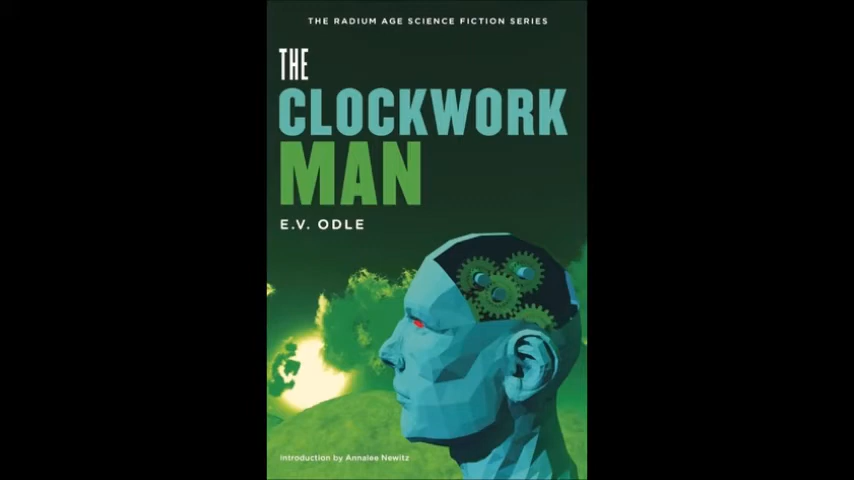 THE RADIUM AGE SCIENCE FICTION SERIES
THE
CLOCKWORK
MAN
E.V. ODLE
Introduction by Annalee Newitz